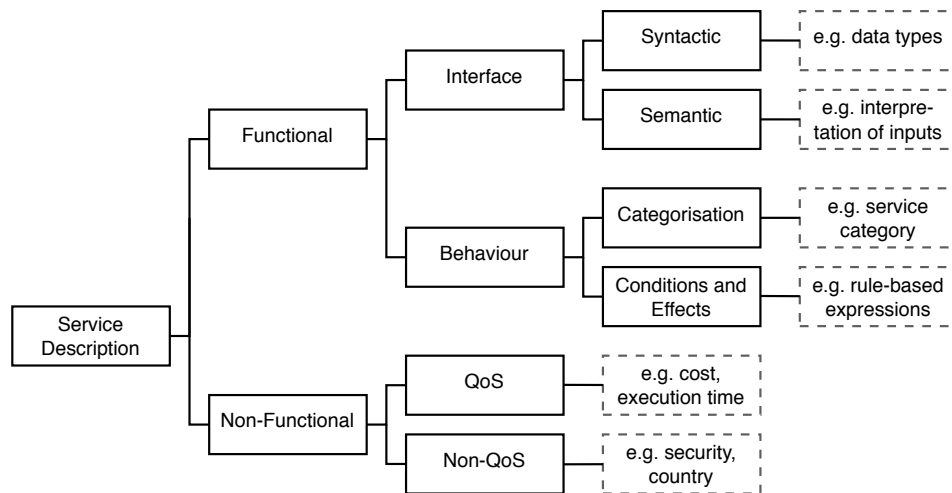 Service
Description
Functional
Non-Functional
Interface
Behaviour
QoS
Non-QoS
Syntactic
Semantic
Categorisation
Conditions and
Effects
e.g. cost,
execution time
e.g. security,
country
e.g. data types
e.g. interpre-
tation of inputs
e.g. service
category
e.g. rule-based
expressions